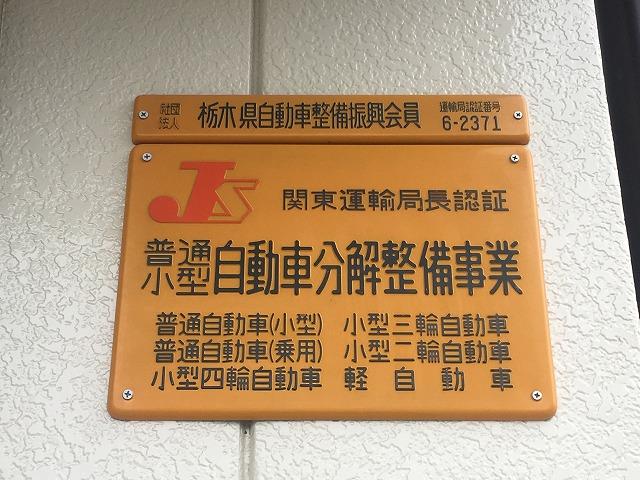 社団法人 栃木県自動車整備振興会員 運輸局認証番号 6-2371
JS 関東運輸局長認証
普通小型自動車分解整備事業
普通自動車(小型) 小型三輪自動車
普通自動車(乗用) 小型二輪自動車
小型四輪自動車 軽自動車